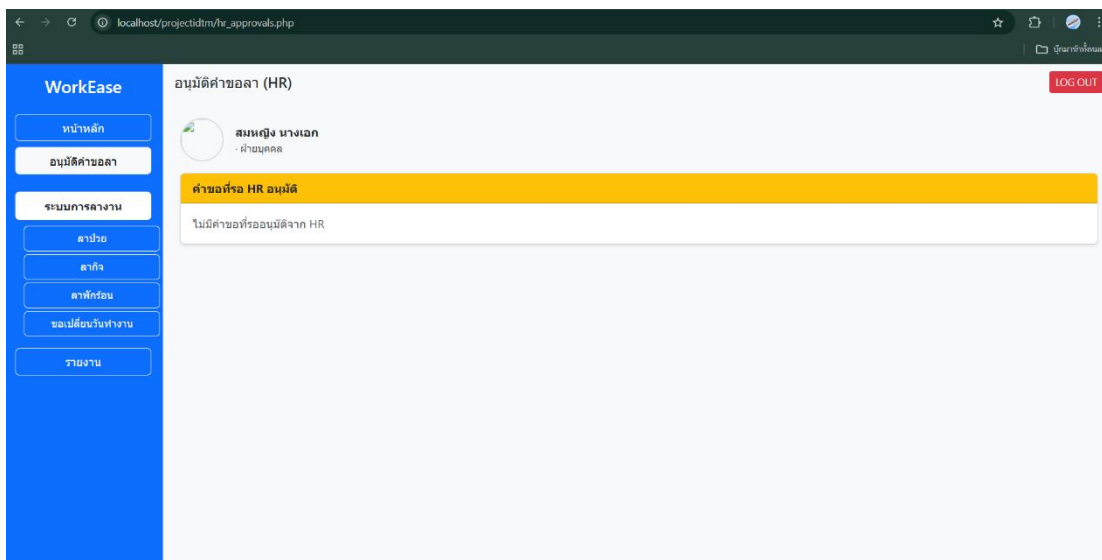 localhost/projectidtm/hr_approvals.php
WorkEase
หน้าหลัก
อนุมัติคำขอลา
ระบบการลางาน
ลาป่วย
ลากิจ
ลาพักร้อน
ขอเปลี่ยนวันทำงาน
รายงาน
อนุมัติคำขอลา (HR)
LOG OUT
สมหญิง นางเอก
· ฝ่ายบุคคล
คำขอที่รอ HR อนุมัติ
ไม่มีคำขอที่รออนุมัติจาก HR